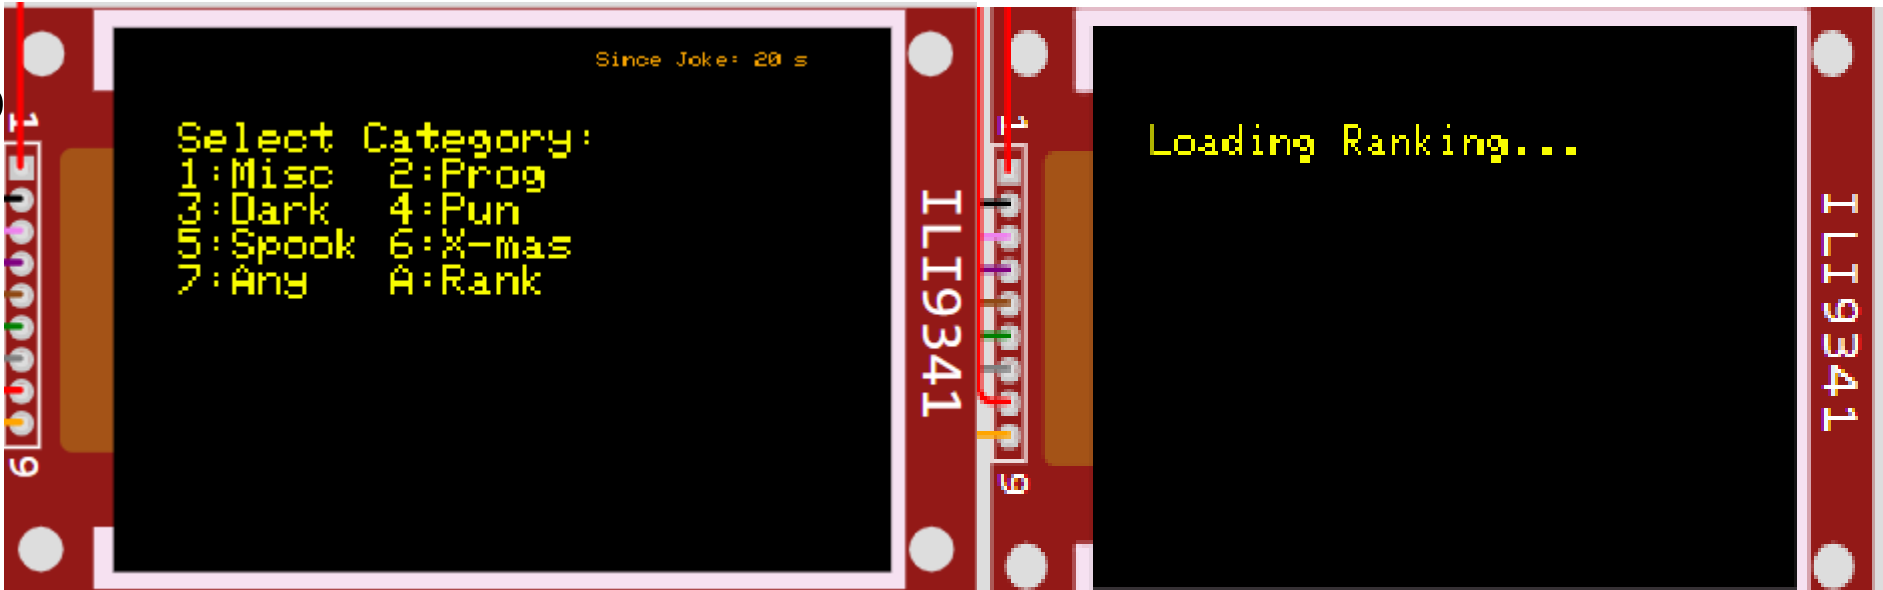 Since Joke: 20 s
Select Category:
1:Misc 2:Prog
3:Dark 4:Pun
5:Spook 6:X-mas
7:Any A:Rank
1
9
ILI9341
Loading Ranking...
1
9
ILI9341